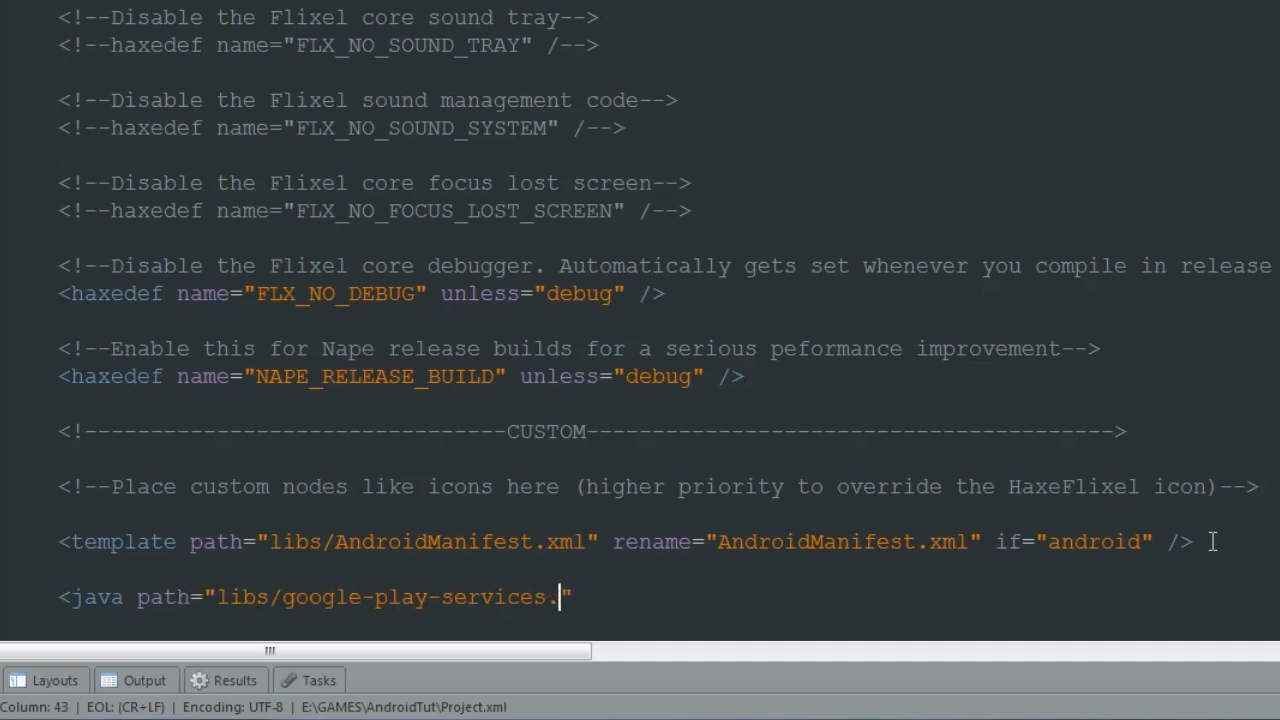 <!--Disable the Flixel core sound tray-->
<!--haxedef name="FLX_NO_SOUND_TRAY" /-->
<!--Disable the Flixel sound management code-->
<!--haxedef name="FLX_NO_SOUND_SYSTEM" /-->
<!--Disable the Flixel core focus lost screen-->
<!--haxedef name="FLX_NO_FOCUS_LOST_SCREEN" /-->
<!--Disable the Flixel core debugger. Automatically gets set whenever you compile in release
<haxedef name="FLX_NO_DEBUG" unless="debug" />
<!--Enable this for Nape release builds for a serious peformance improvement-->
<haxedef name="NAPE_RELEASE_BUILD" unless="debug" />
<!--------------------------------CUSTOM---------------------------------------->
<!--Place custom nodes like icons here (higher priority to override the HaxeFlixel icon)-->
<template path="libs/AndroidManifest.xml" rename="AndroidManifest.xml" if="android" />
<java path="libs/google-play-services."
Layouts Output Results Tasks
Column: 43 | EOL: (CR+LF) | Encoding: UTF-8 | E:\GAMES\AndroidTut\Project.xml